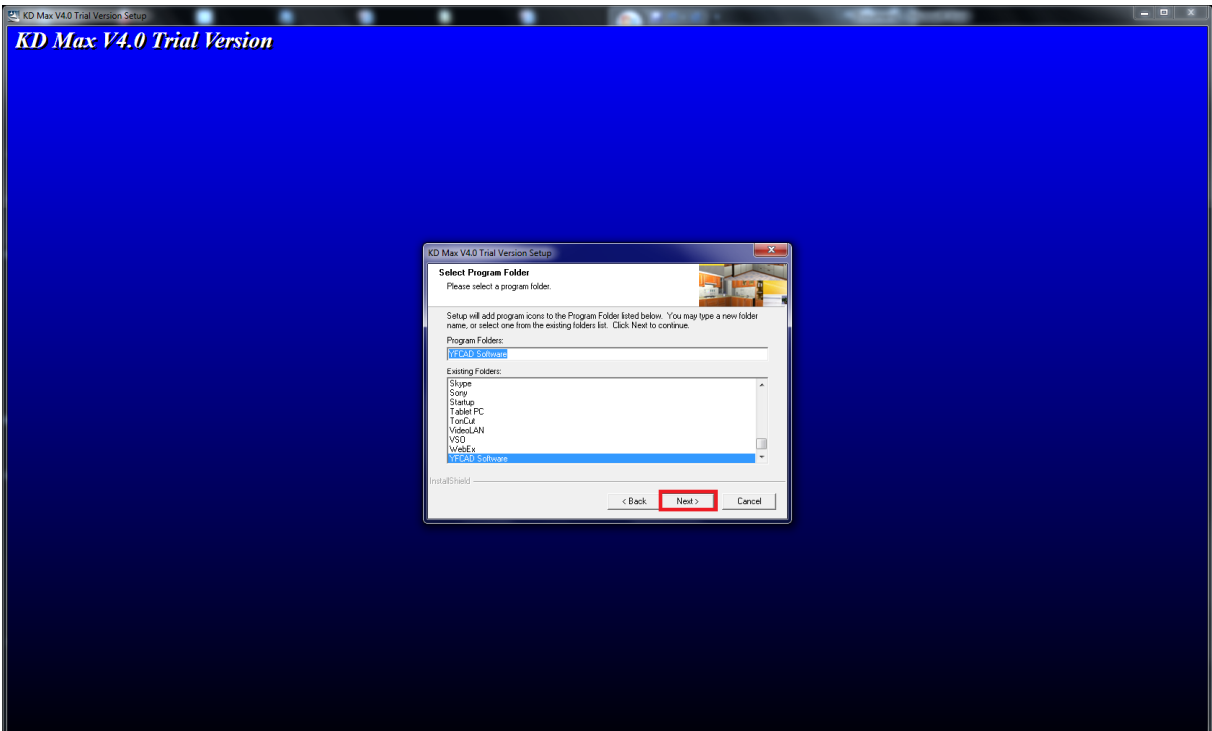 KD Max V4.0 Trial Version Setup
KD Max V4.0 Trial Version
KD Max V4.0 Trial Version Setup
Select Program Folder
Please select a program folder.
Setup will add program icons to the Program Folder listed below. You may type a new folder
name, or select one from the existing folders list. Click Next to continue.
Program Folders:
YFCAD Software
Existing Folders:
Skype
Sony
Startup
Tablet PC
TonCut
VideoLAN
VSO
WebEx
YFCAD Software
InstallShield
< Back Next > Cancel